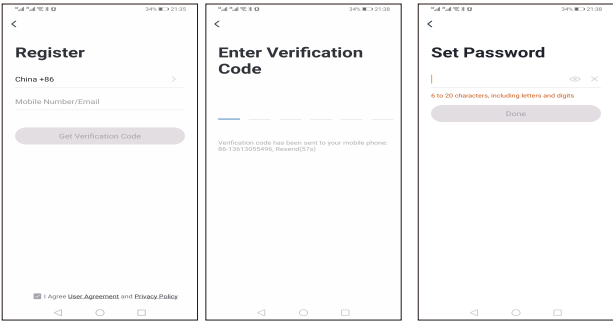 34% 21:35
Register
China +86
Mobile Number/Email
Get Verification Code
I Agree User Agreement and Privacy Policy
34% 21:38
Enter Verification
Code
Verification code has been sent to your mobile phone:
86-13613055496, Resend(57s)
34% 21:38
Set Password
6 to 20 characters, including letters and digits
Done